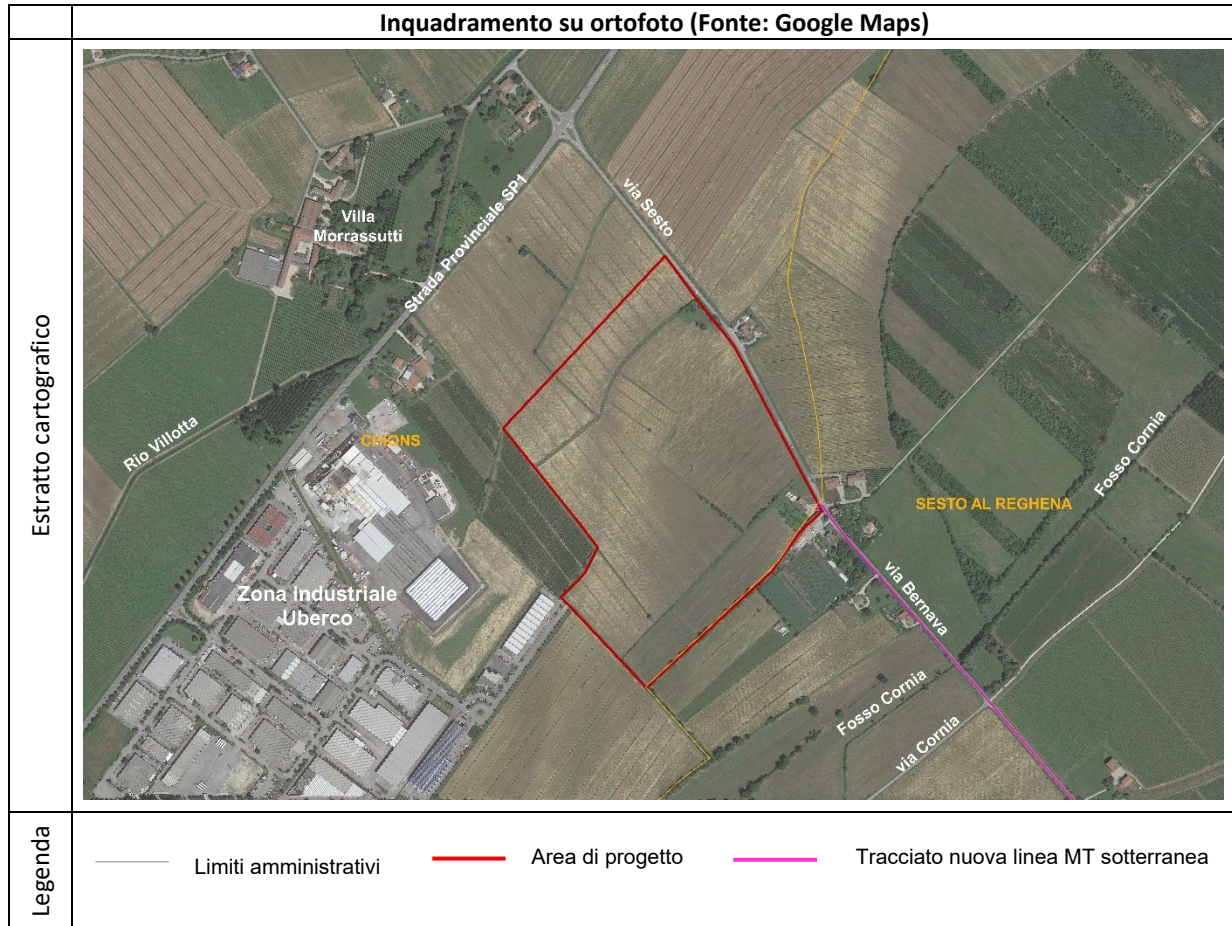 Inquadramento su ortofoto (Fonte: Google Maps)
Estratto cartografico
via Sesto
Villa
Morrassutti
Strada Provinciale SP1
Rio Villotta
CHIONS
Fosso Cornia
SESTO AL REGHENA
via Bernava
Zona industriale
Uberco
Fosso Cornia
via Cornia
Legenda
Limiti amministrativi
Area di progetto
Tracciato nuova linea MT sotterranea